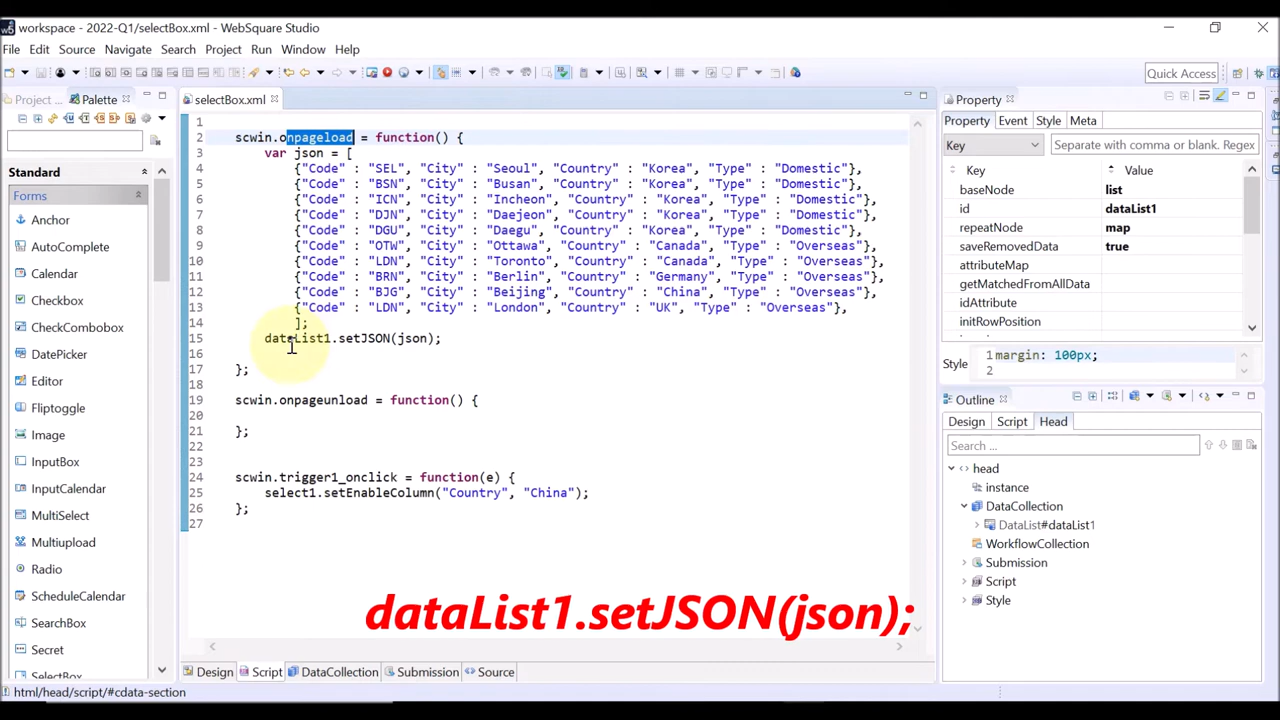 workspace - 2022-Q1/selectBox.xml - WebSquare Studio
File Edit Source Navigate Search Project Run Window Help
Quick Access
Project ... Palette
selectBox.xml
Property
Property Event Style Meta
Key Separate with comma or blank. Regex
Key Value
baseNode list
id dataList1
repeatNode map
saveRemovedData true
attributeMap
getMatchedFromAllData
idAttribute
initRowPosition
Style 1 margin: 100px;
2
Standard
Forms
Anchor
AutoComplete
Calendar
Checkbox
CheckCombobox
DatePicker
Editor
Fliptoggle
Image
InputBox
InputCalendar
MultiSelect
Multiupload
Radio
ScheduleCalendar
SearchBox
Secret
SelectBox
1
2 scwin.onpageload = function() {
3 var json = [
4 {"Code" : "SEL", "City" : "Seoul", "Country" : "Korea", "Type" : "Domestic"},
5 {"Code" : "BSN", "City" : "Busan", "Country" : "Korea", "Type" : "Domestic"},
6 {"Code" : "ICN", "City" : "Incheon", "Country" : "Korea", "Type" : "Domestic"},
7 {"Code" : "DJN", "City" : "Daejeon", "Country" : "Korea", "Type" : "Domestic"},
8 {"Code" : "DGU", "City" : "Daegu", "Country" : "Korea", "Type" : "Domestic"},
9 {"Code" : "OTW", "City" : "Ottawa", "Country" : "Canada", "Type" : "Overseas"},
10 {"Code" : "LDN", "City" : "Toronto", "Country" : "Canada", "Type" : "Overseas"},
11 {"Code" : "BRN", "City" : "Berlin", "Country" : "Germany", "Type" : "Overseas"},
12 {"Code" : "BJG", "City" : "Beijing", "Country" : "China", "Type" : "Overseas"},
13 {"Code" : "LDN", "City" : "London", "Country" : "UK", "Type" : "Overseas"},
14 ];
15 dataList1.setJSON(json);
16
17 };
18
19 scwin.onpageunload = function() {
20
21 };
22
23
24 scwin.trigger1_onclick = function(e) {
25 select1.setEnableColumn("Country", "China");
26 };
27
dataList1.setJSON(json);
Outline
Design Script Head
Search ...
head
instance
DataCollection
DataList#dataList1
WorkflowCollection
Submission
Script
Style
Design Script DataCollection Submission Source
html/head/script/#cdata-section